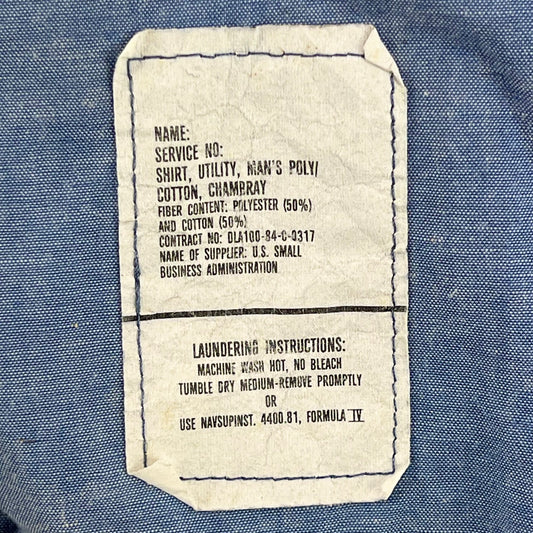 NAME:
SERVICE NO:
SHIRT, UTILITY, MAN'S POLY/
COTTON, CHAMBRAY
FIBER CONTENT: POLYESTER (50%)
AND COTTON (50%)
CONTRACT NO: DLA100-84-C-0317
NAME OF SUPPLIER: U.S. SMALL
BUSINESS ADMINISTRATION
LAUNDERING INSTRUCTIONS:
MACHINE WASH HOT, NO BLEACH
TUMBLE DRY MEDIUM-REMOVE PROMPTLY
OR
USE NAVSUPINST. 4400.81, FORMULA IV